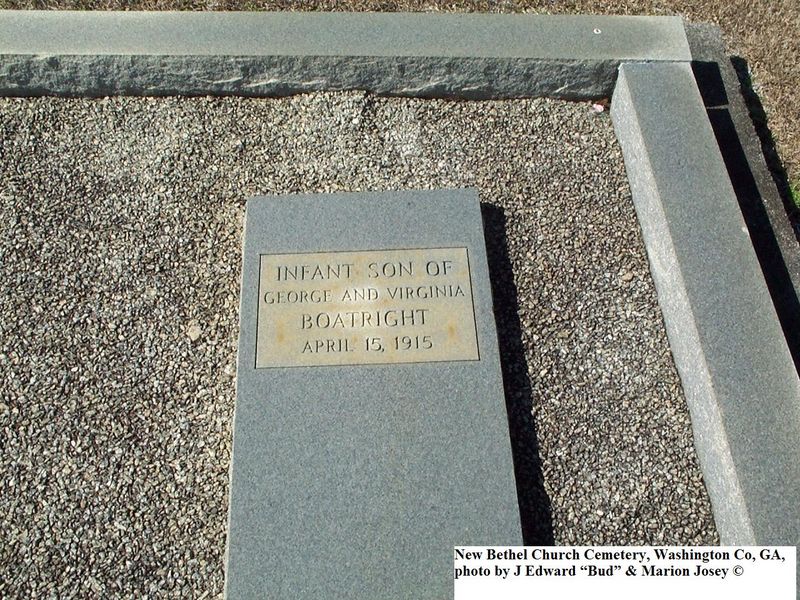 INFANT SON OF
GEORGE AND VIRGINIA
BOATRIGHT
APRIL 15, 1915
New Bethel Church Cemetery, Washington Co, GA,
photo by J Edward “Bud” & Marion Josey ©